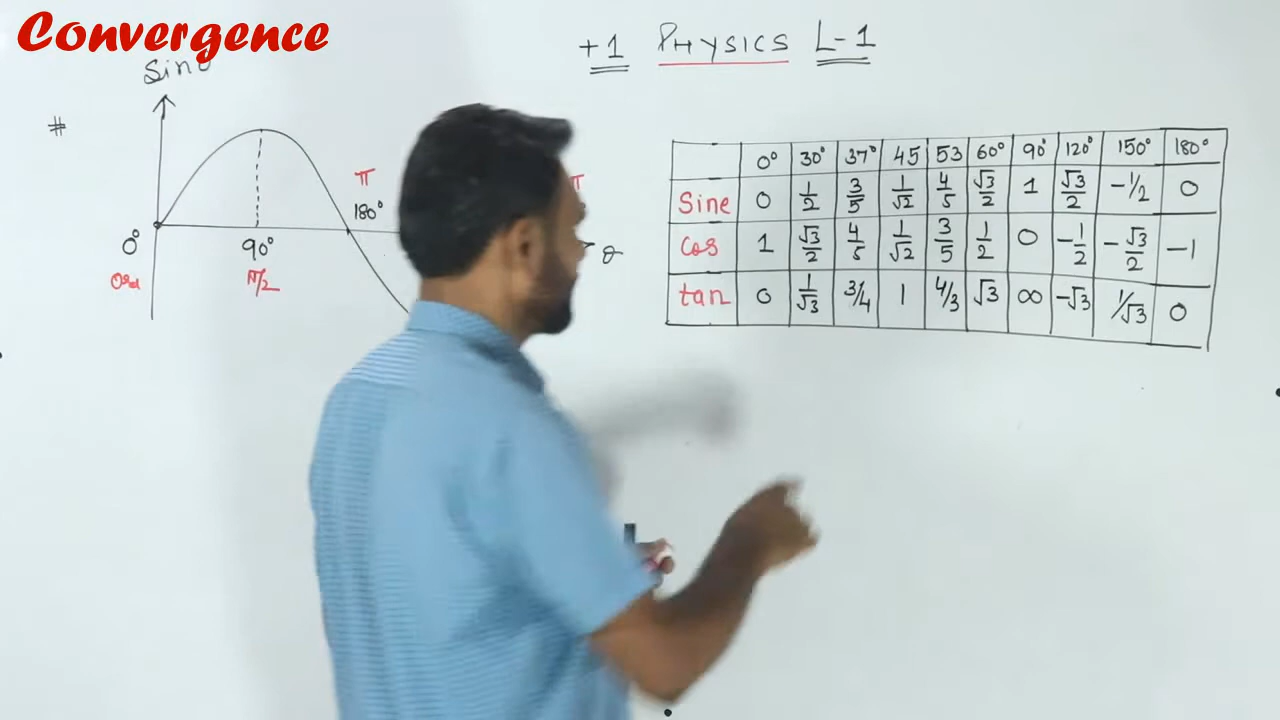 Convergence
+1 PHYSICS L-1
Sinθ
#
π
π
180°
0° 90° θ
0 rad π/2
0° 30° 37° 45 53 60° 90° 120° 150° 180°
Sine 0 1/2 3/5 1/√2 4/5 √3/2 1 √3/2 -1/2 0
cos 1 √3/2 4/5 1/√2 3/5 1/2 0 -1/2 -√3/2 -1
tan 0 1/√3 3/4 1 4/3 √3 ∞ -√3 1/√3 0